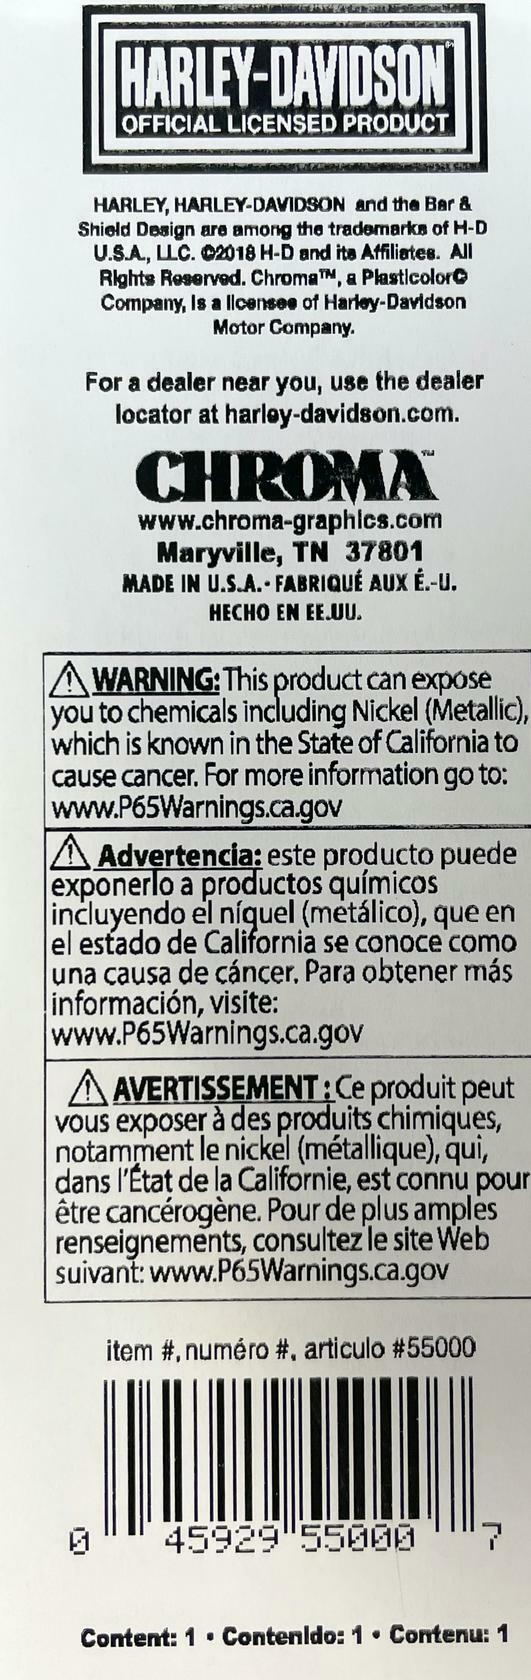 HARLEY-DAVIDSON®
OFFICIAL LICENSED PRODUCT
HARLEY, HARLEY-DAVIDSON and the Bar &
Shield Design are among the trademarks of H-D
U.S.A., LLC. ©2018 H-D and its Affiliates. All
Rights Reserved. Chroma™, a Plasticolor©
Company, is a licensee of Harley-Davidson
Motor Company.
For a dealer near you, use the dealer
locator at harley-davidson.com.
CHROMA™
www.chroma-graphics.com
Maryville, TN 37801
MADE IN U.S.A. • FABRIQUÉ AUX É.-U.
HECHO EN EE.UU.
⚠ WARNING: This product can expose
you to chemicals including Nickel (Metallic),
which is known in the State of California to
cause cancer. For more information go to:
www.P65Warnings.ca.gov
⚠ Advertencia: este producto puede
exponerlo a productos químicos
incluyendo el níquel (metálico), que en
el estado de California se conoce como
una causa de cáncer. Para obtener más
información, visite:
www.P65Warnings.ca.gov
⚠ AVERTISSEMENT : Ce produit peut
vous exposer à des produits chimiques,
notamment le nickel (métallique), qui,
dans l'État de la Californie, est connu pour
être cancérogène. Pour de plus amples
renseignements, consultez le site Web
suivant: www.P65Warnings.ca.gov
item #, numéro #, articulo #55000
0 45929 55000 7
Content: 1 • Contenido: 1 • Contenu: 1